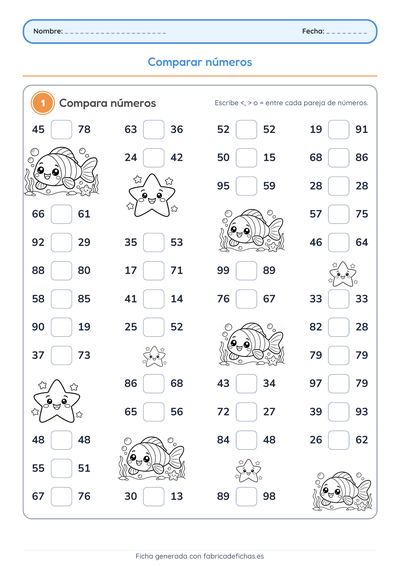 Nombre: Fecha:
Comparar números
1 Compara números Escribe <, > o = entre cada pareja de números.
45 78 63 36 52 52 19 91
24 42 50 15 68 86
95 59 28 28
66 61 57 75
92 29 35 53 46 64
88 80 17 71 99 89
58 85 41 14 76 67 33 33
90 19 25 52 82 28
37 73 79 79
86 68 43 34 97 79
65 56 72 27 39 93
48 48 84 48 26 62
55 51
67 76 30 13 89 98
Ficha generada con fabricadefichas.es